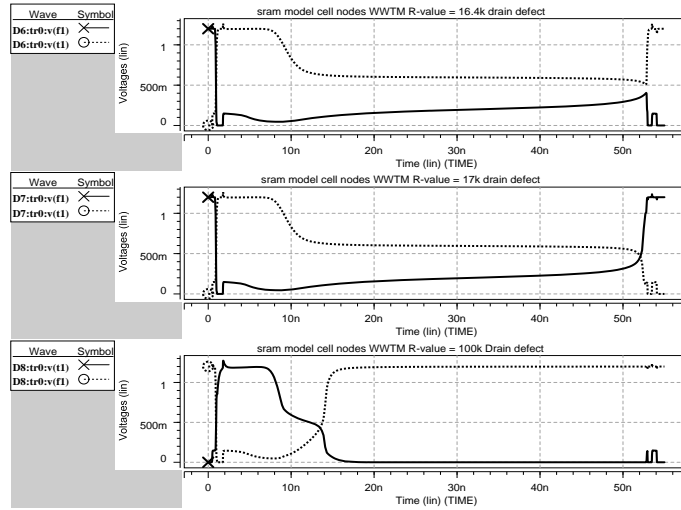 sram model cell nodes WWTM R-value = 16.4k drain defect
Wave Symbol
D6:tr0:v(f1)
D6:tr0:v(t1)
Voltages (lin)
1
500m
0
0 10n 20n 30n 40n 50n
Time (lin) (TIME)
sram model cell nodes WWTM R-value = 17k drain defect
Wave Symbol
D7:tr0:v(f1)
D7:tr0:v(t1)
Voltages (lin)
1
500m
0
0 10n 20n 30n 40n 50n
Time (lin) (TIME)
sram model cell nodes WWTM R-value = 100k Drain defect
Wave Symbol
D8:tr0:v(t1)
D8:tr0:v(f1)
Voltages (lin)
1
500m
0
0 10n 20n 30n 40n 50n
Time (lin) (TIME)